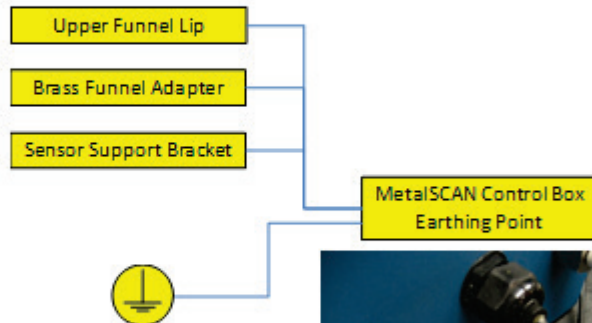 Upper Funnel Lip
Brass Funnel Adapter
Sensor Support Bracket
MetalSCAN Control Box
Earthing Point